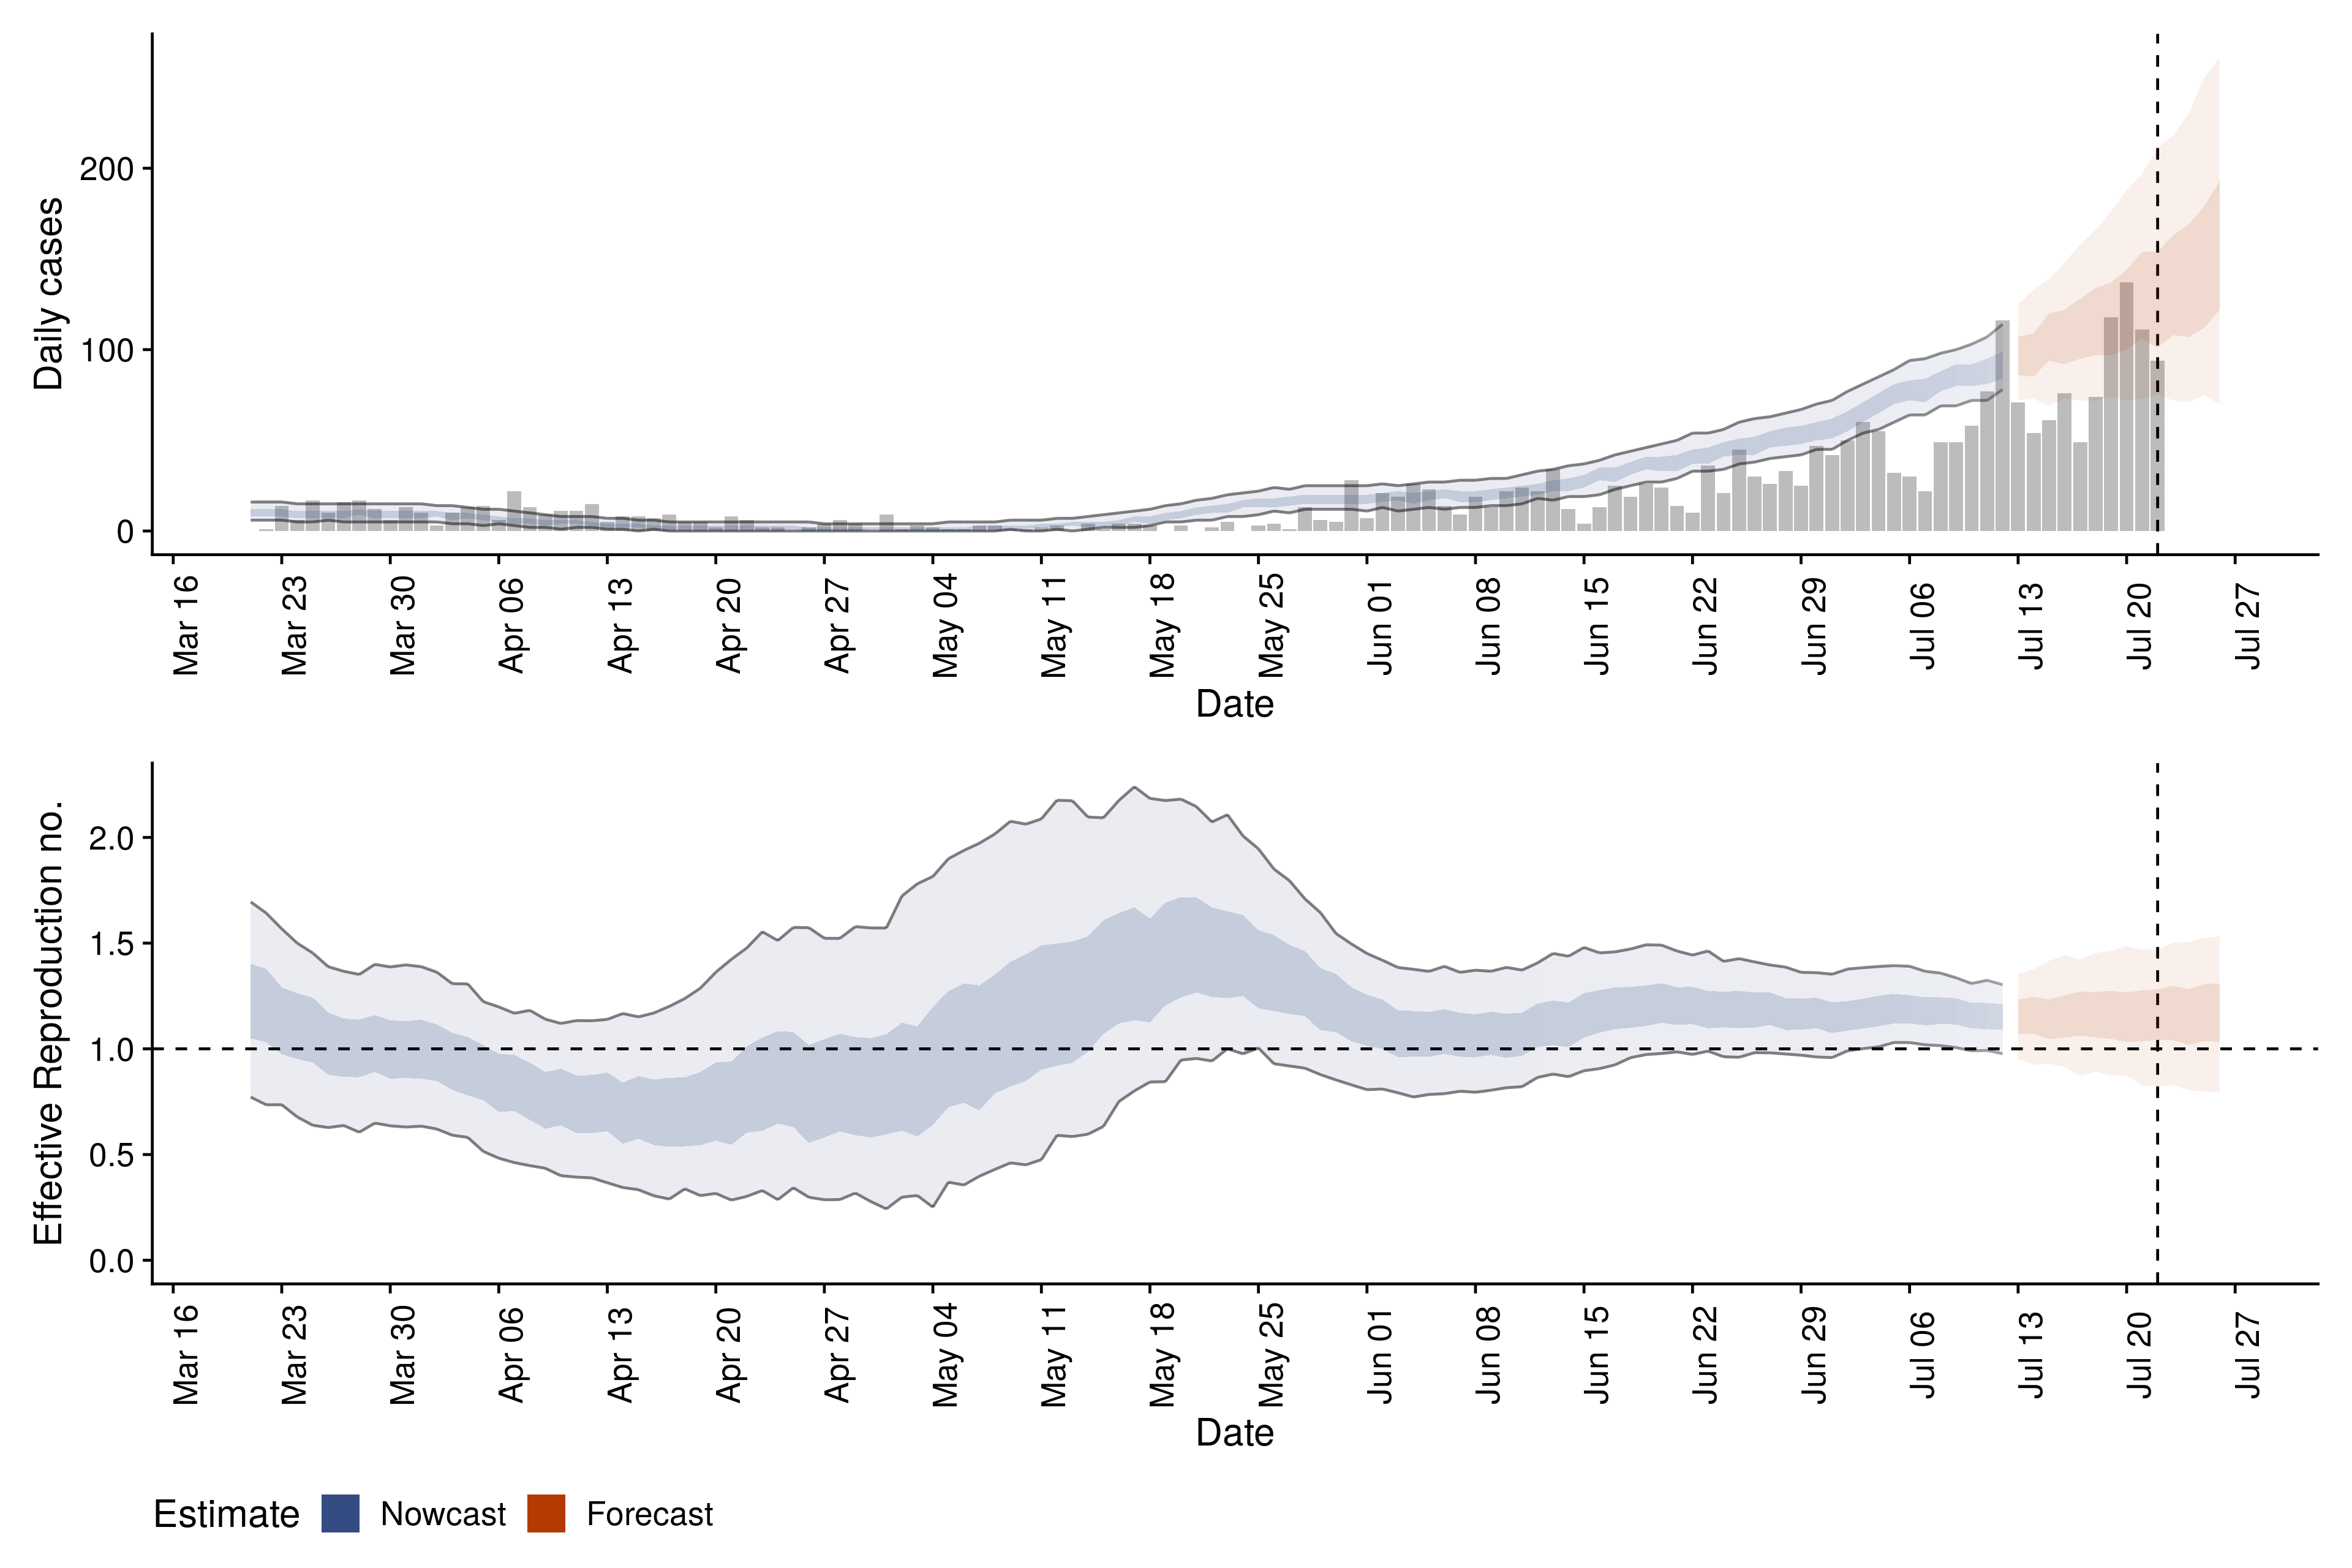 Daily cases
200
100
0
Mar 16 Mar 23 Mar 30 Apr 06 Apr 13 Apr 20 Apr 27 May 04 May 11 May 18 May 25 Jun 01 Jun 08 Jun 15 Jun 22 Jun 29 Jul 06 Jul 13 Jul 20 Jul 27
Date
Effective Reproduction no.
2.0
1.5
1.0
0.5
0.0
Mar 16 Mar 23 Mar 30 Apr 06 Apr 13 Apr 20 Apr 27 May 04 May 11 May 18 May 25 Jun 01 Jun 08 Jun 15 Jun 22 Jun 29 Jul 06 Jul 13 Jul 20 Jul 27
Date
Estimate Nowcast Forecast